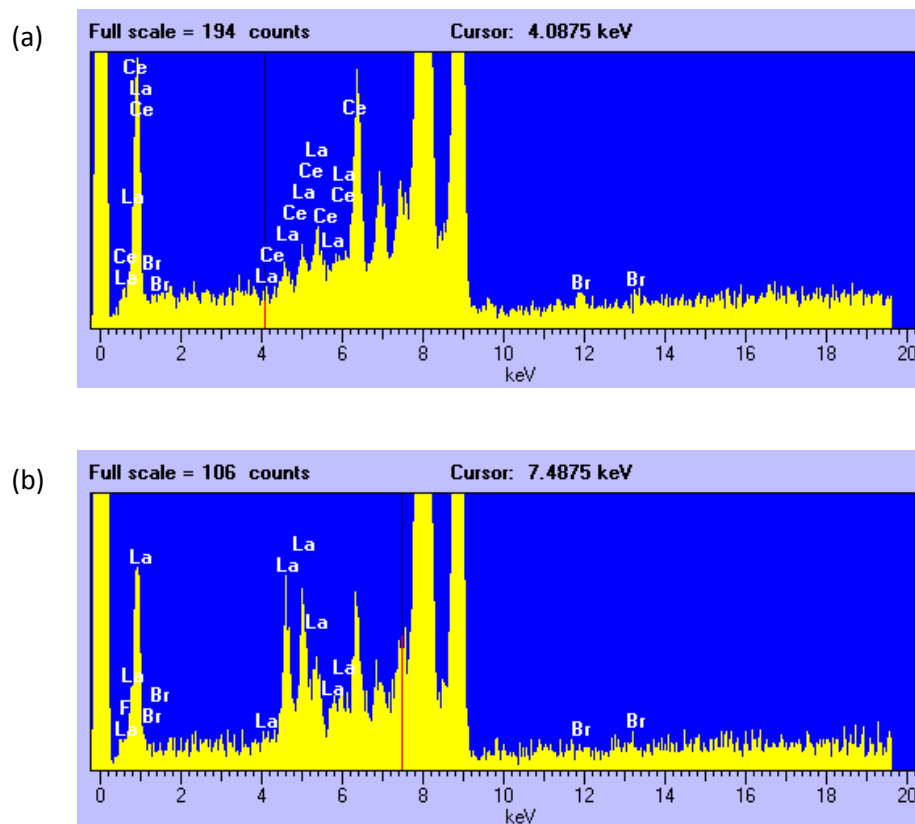 (a)
Full scale = 194 counts Cursor: 4.0875 keV
Ce
La
Ce
Ce
La
Ce
La
La
La
Ce
Ce
Ce
La
La
Ce
Br
Ce
La
Br
Ce
La
Br
Br
0 2 4 6 8 10 12 14 16 18 20
keV
(b)
Full scale = 106 counts Cursor: 7.4875 keV
La
La
La
La
La
La
La
Br
F
Br
La
La
Br
Br
0 2 4 6 8 10 12 14 16 18 20
keV